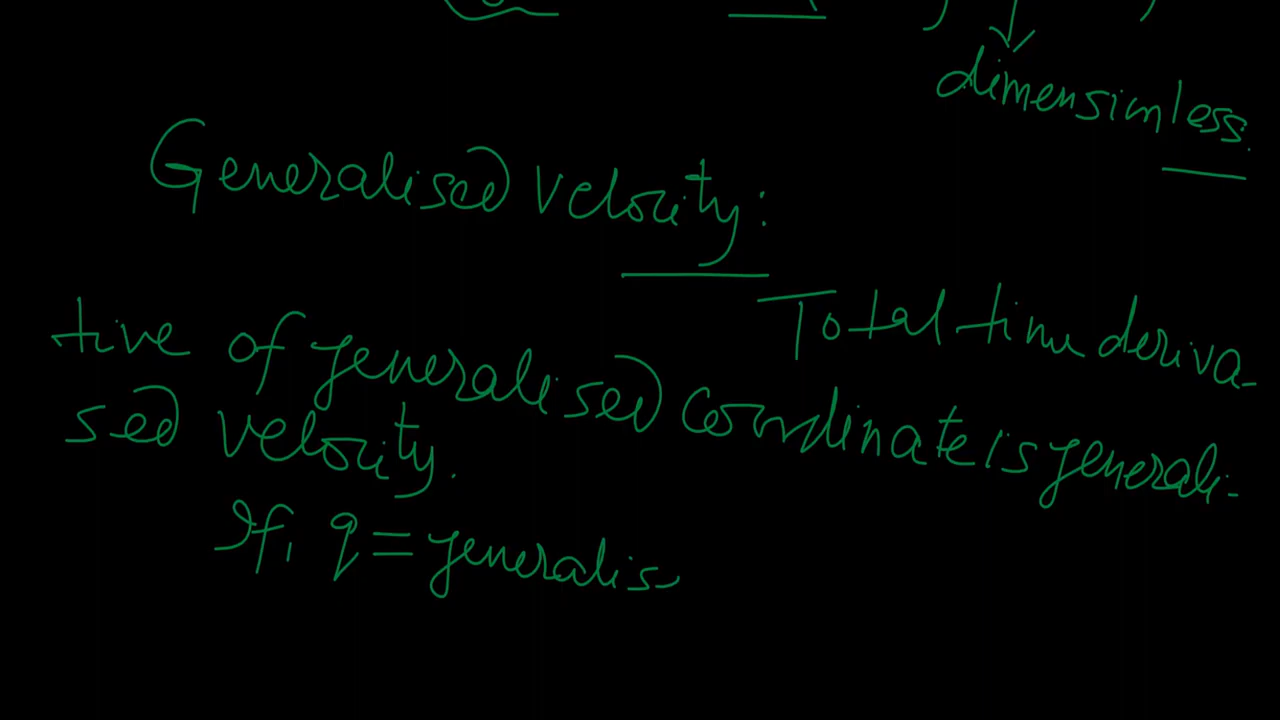 dimensionless.
Generalised velocity:
Total time deriva-
tive of generalised coordinate is generali-
sed velocity.
If, q = generalis